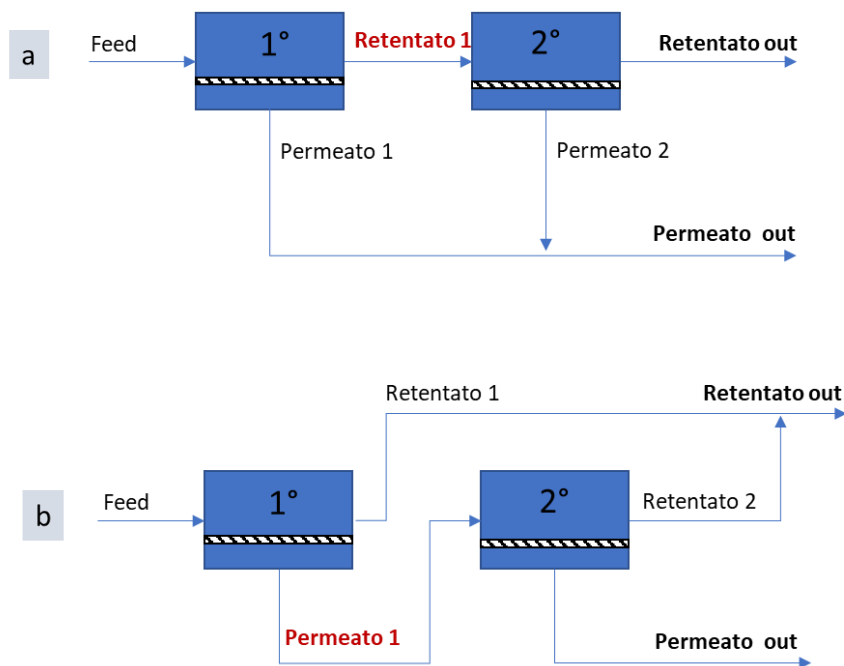 a
Feed
1°
Retentato 1
2°
Retentato out
Permeato 1
Permeato 2
Permeato out
Retentato 1
Retentato out
b
Feed
1°
2°
Retentato 2
Permeato 1
Permeato out